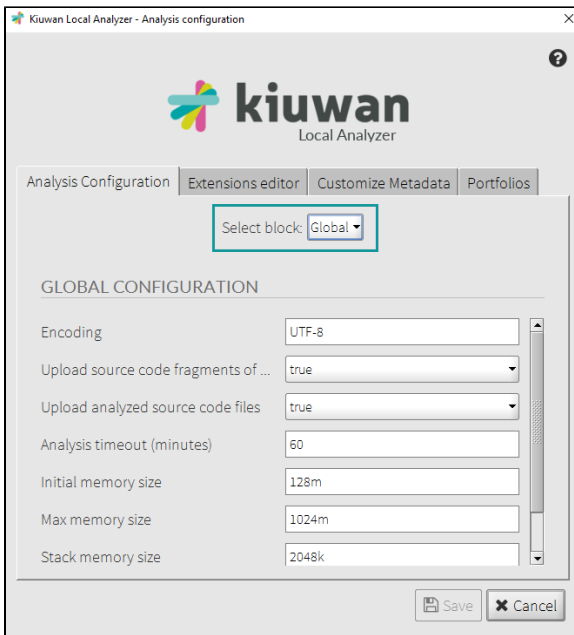 Kiuwan Local Analyzer - Analysis configuration
kiuwan
Local Analyzer
Analysis Configuration Extensions editor Customize Metadata Portfolios
Select block: Global
GLOBAL CONFIGURATION
Encoding UTF-8
Upload source code fragments of ... true
Upload analyzed source code files true
Analysis timeout (minutes) 60
Initial memory size 128m
Max memory size 1024m
Stack memory size 2048k
Save Cancel